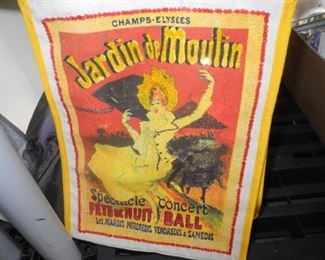 CHAMPS-ELYSEES
Jardin de Moulin
Spectacle Concert
FETE DE NUIT BALL
LES MARDIS MERCREDIS VENDREDIS & SAMEDIS